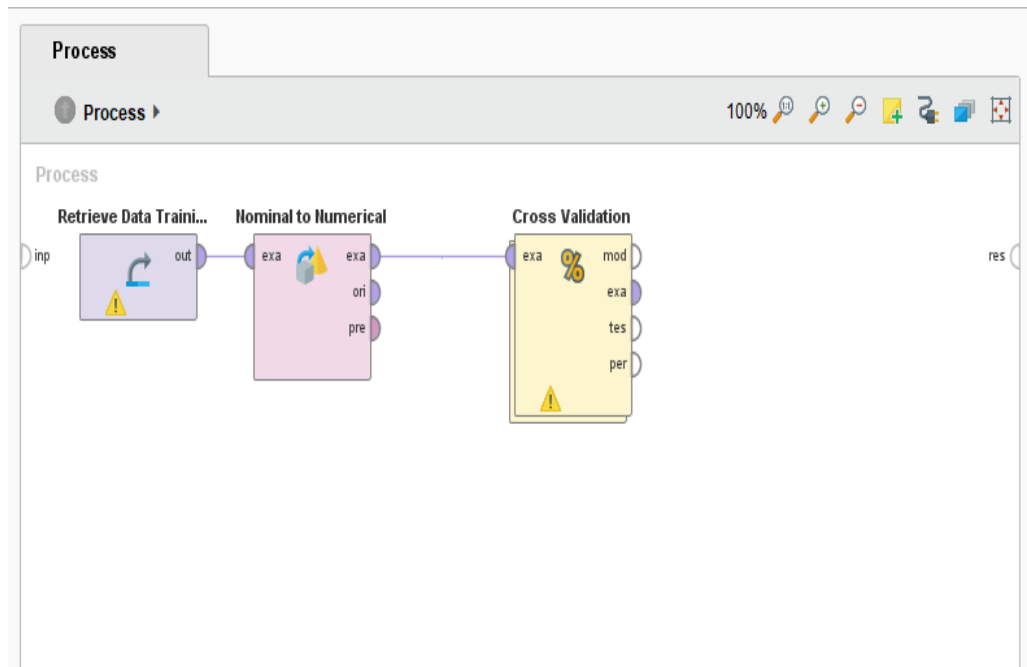 Process
Process
100%
Process
Retrieve Data Traini...
Nominal to Numerical
Cross Validation
inp
out
exa
exa
ori
pre
exa
mod
exa
tes
per
res